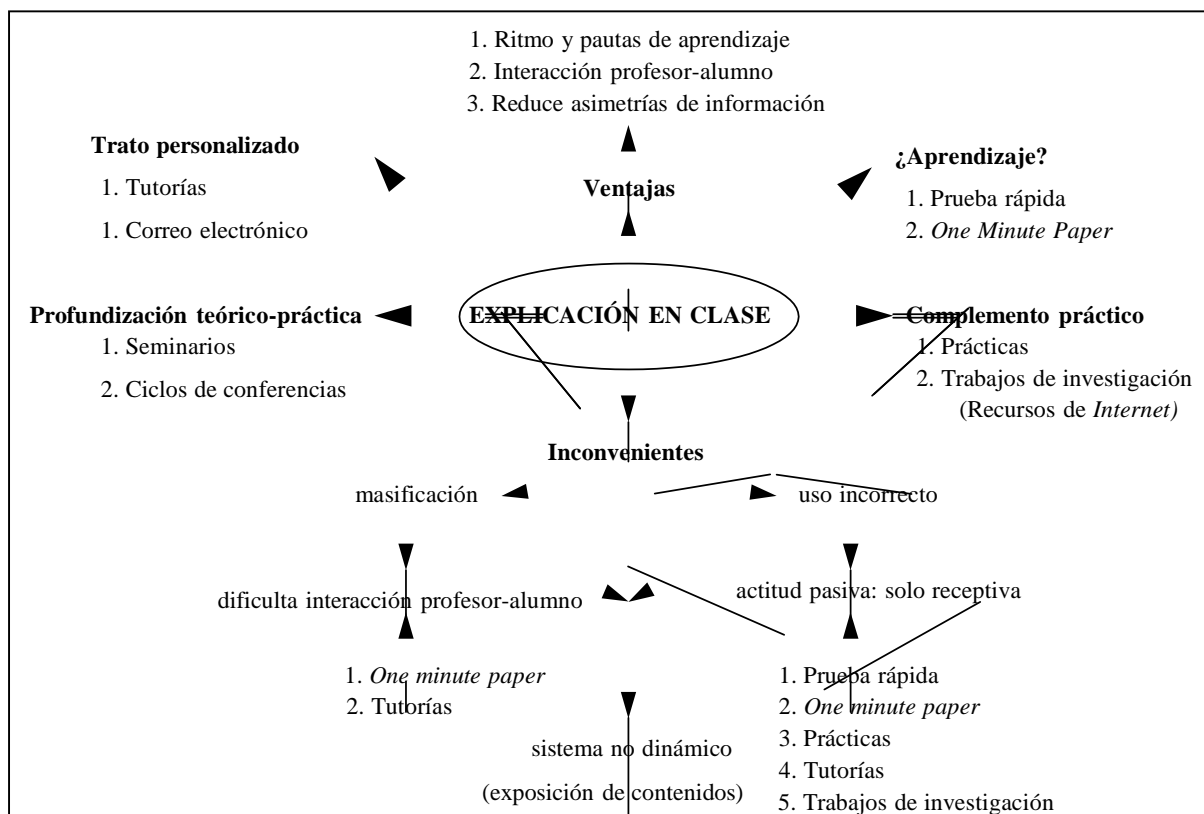 1. Ritmo y pautas de aprendizaje
2. Interacción profesor-alumno
3. Reduce asimetrías de información
Trato personalizado
1. Tutorías
1. Correo electrónico
Ventajas
¿Aprendizaje?
1. Prueba rápida
2. One Minute Paper
Profundización teórico-práctica
1. Seminarios
2. Ciclos de conferencias
EXPLICACIÓN EN CLASE
Complemento práctico
1. Prácticas
2. Trabajos de investigación
(Recursos de Internet)
Inconvenientes
masificación
uso incorrecto
dificulta interacción profesor-alumno
actitud pasiva: solo receptiva
1. One minute paper
2. Tutorías
sistema no dinámico
(exposición de contenidos)
1. Prueba rápida
2. One minute paper
3. Prácticas
4. Tutorías
5. Trabajos de investigación